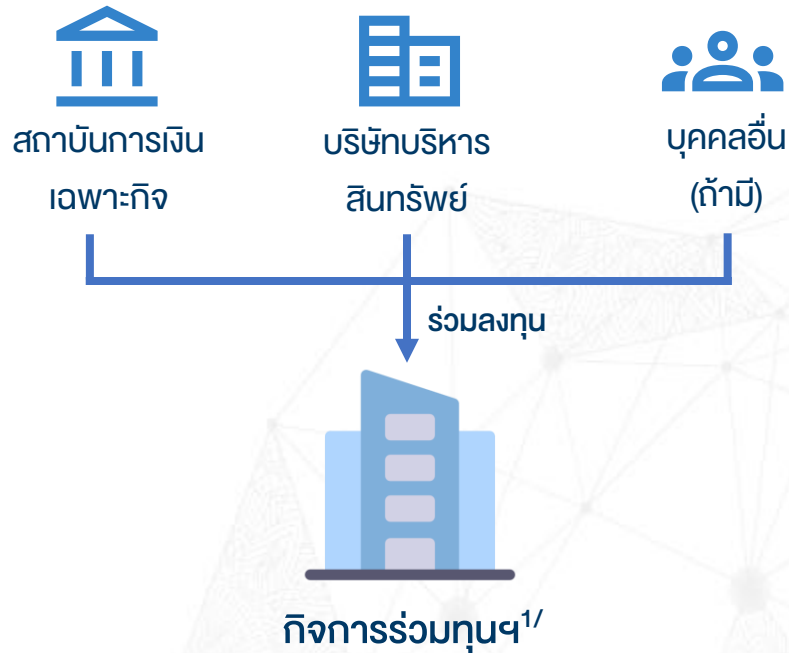 สถาบันการเงิน
เฉพาะกิจ
บริษัทบริหาร
สินทรัพย์
บุคคลอื่น
(ถ้ามี)
ร่วมลงทุน
กิจการร่วมทุนฯ1/